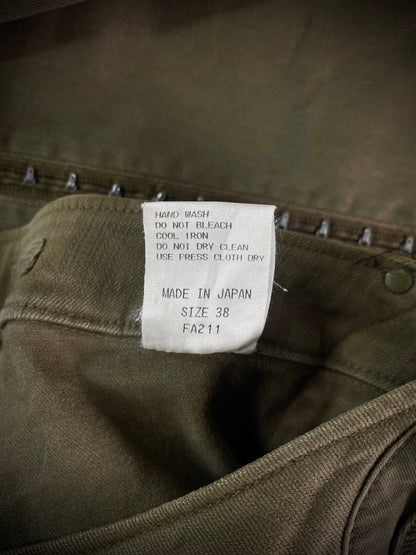 HAND WASH
DO NOT BLEACH
COOL IRON
DO NOT DRY CLEAN
USE PRESS CLOTH DRY
MADE IN JAPAN
SIZE 38
FA211